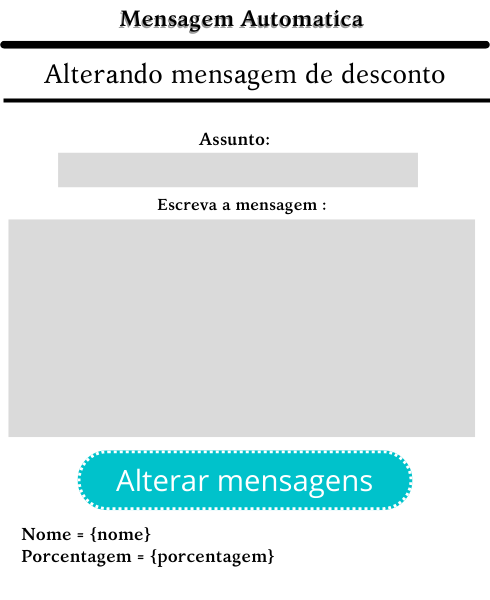 Mensagem Automatica
Alterando mensagem de desconto
Assunto:
Escreva a mensagem :
Alterar mensagens
Nome = {nome}
Porcentagem = {porcentagem}